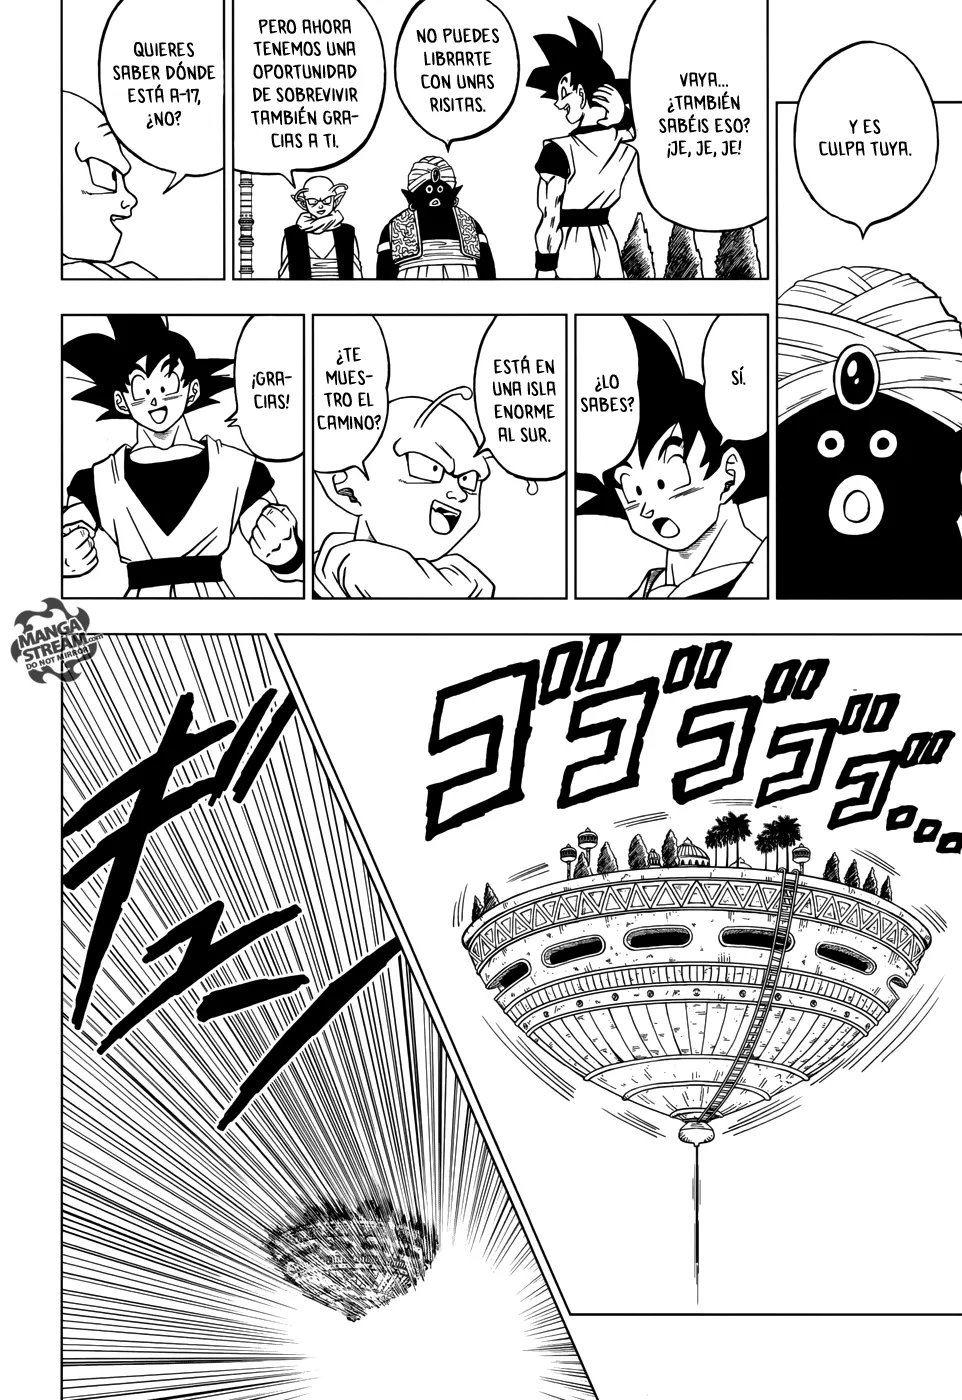 Y ES
CULPA TUYA.
VAYA...
¿TAMBIÉN
SABÉIS ESO?
¡JE, JE, JE!
NO PUEDES
LIBRARTE
CON UNAS
RISITAS.
PERO AHORA
TENEMOS UNA
OPORTUNIDAD
DE SOBREVIVIR
TAMBIÉN GRA-
CIAS A TI.
QUIERES
SABER DÓNDE
ESTÁ A-17,
¿NO?
SÍ.
¿LO
SABES?
ESTÁ EN
UNA ISLA
ENORME
AL SUR.
¿TE
MUES-
TRO EL
CAMINO?
¡GRA-
CIAS!
MANGA
STREAM.com
DO NOT MIRROR
ゴゴゴゴゴ...
ギュン